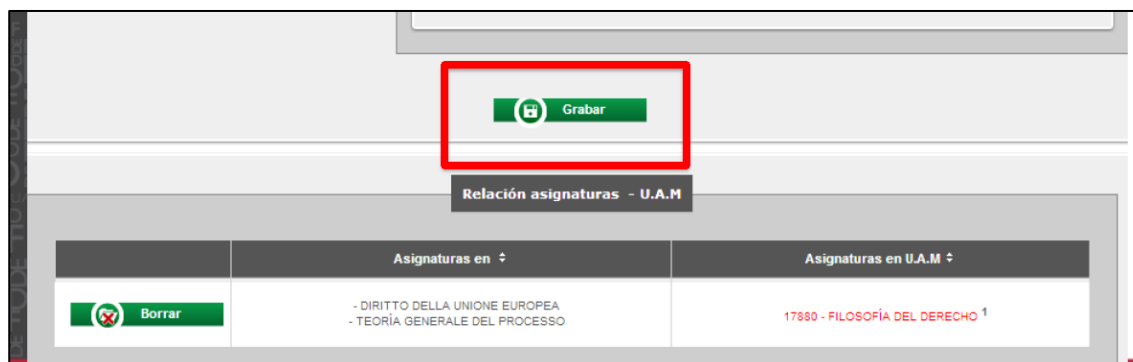 Grabar
Relación asignaturas - U.A.M
Asignaturas en
Asignaturas en U.A.M
Borrar
- DIRITTO DELLA UNIONE EUROPEA
- TEORÍA GENERALE DEL PROCESSO
17880 - FILOSOFÍA DEL DERECHO 1